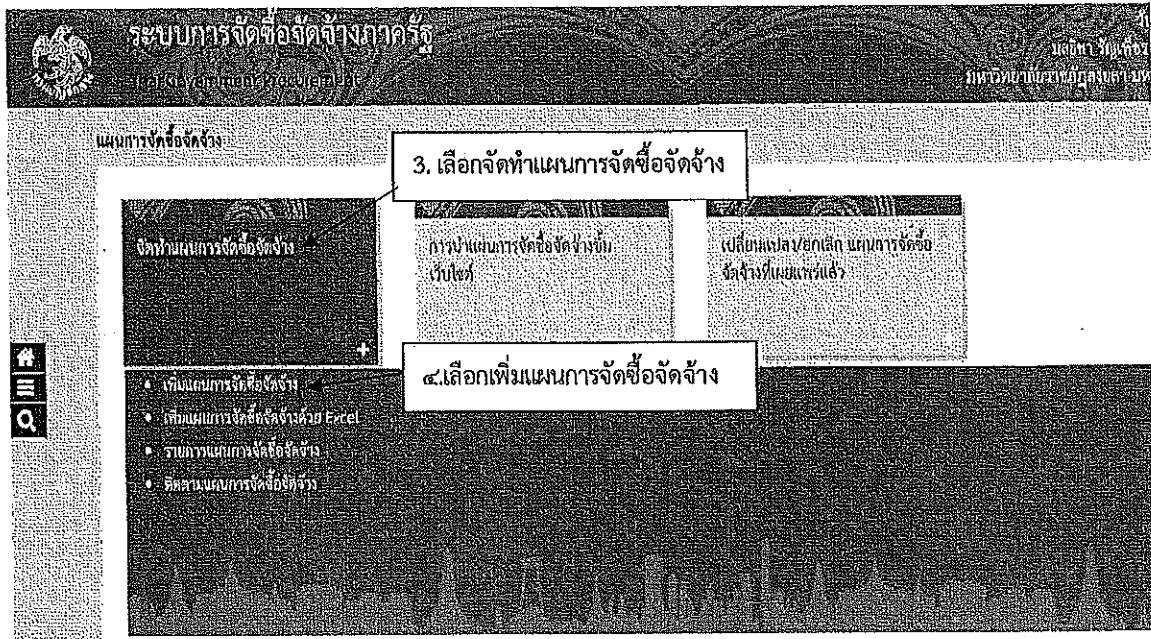 ระบบการจัดซื้อจัดจ้างภาครัฐ
แผนการจัดซื้อจัดจ้าง
3. เลือกจัดทำแผนการจัดซื้อจัดจ้าง
จัดทำแผนการจัดซื้อจัดจ้าง
การนำแผนการจัดซื้อจัดจ้างขึ้น
เว็บไซต์
เปลี่ยนแปลง/ยกเลิก แผนการจัดซื้อ
จัดจ้างที่เผยแพร่แล้ว
๔.เลือกเพิ่มแผนการจัดซื้อจัดจ้าง
เพิ่มแผนการจัดซื้อจัดจ้าง
เพิ่มแผนการจัดซื้อจัดจ้างด้วย Excel
รายการแผนการจัดซื้อจัดจ้าง
ติดตามแผนการจัดซื้อจัดจ้าง